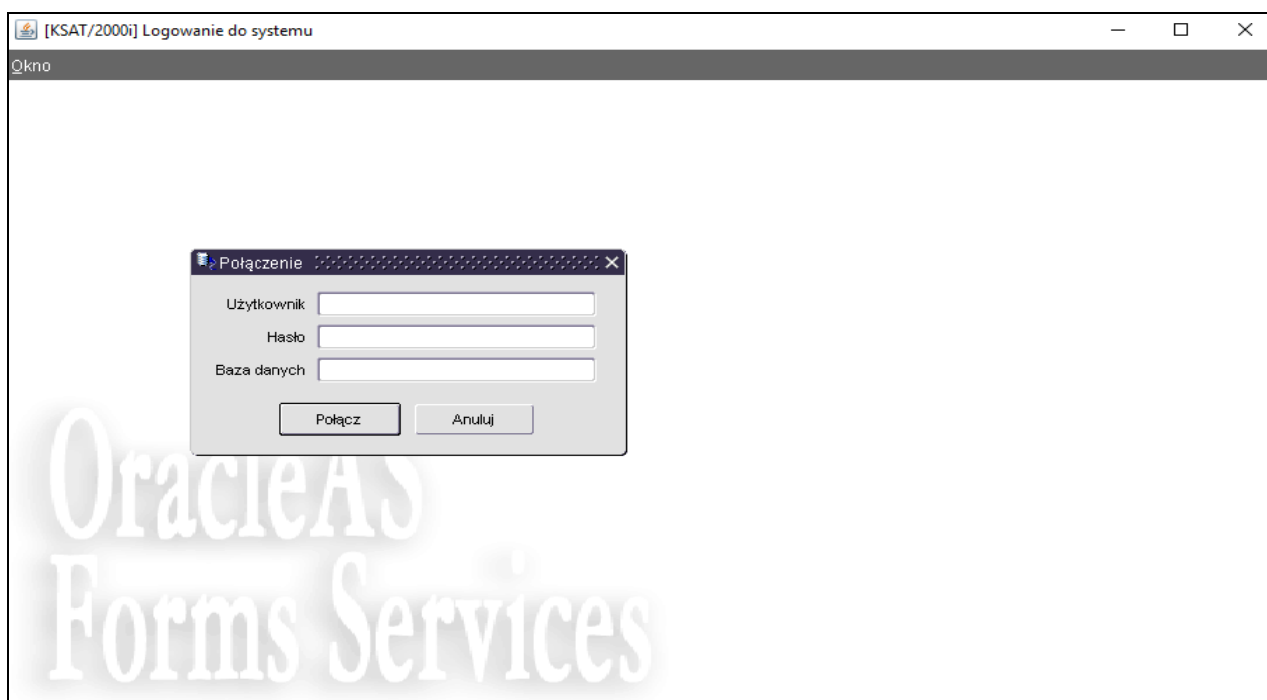 [KSAT/2000i] Logowanie do systemu
Okno
Połączenie
Użytkownik
Hasło
Baza danych
Połącz Anuluj
OracleAS
Forms Services